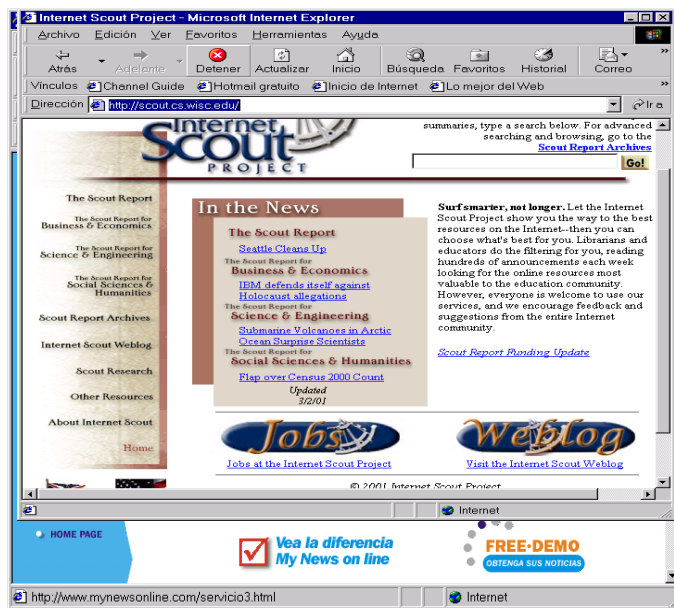 Internet Scout Project - Microsoft Internet Explorer
Archivo Edición Ver Favoritos Herramientas Ayuda
Atrás Adelante Detener Actualizar Inicio Búsqueda Favoritos Historial Correo »
Vínculos Channel Guide Hotmail gratuito Inicio de Internet Lo mejor del Web »
Dirección http://scout.cs.wisc.edu/ Ir a
Internet
SCOUT
PROJECT
summaries, type a search below. For advanced
searching and browsing, go to the
Scout Report Archives
Go!
The Scout Report
The Scout Report for
Business & Economics
The Scout Report for
Science & Engineering
The Scout Report for
Social Sciences &
Humanities
Scout Report Archives
Internet Scout Weblog
Scout Research
Other Resources
About Internet Scout
Home
In the News
The Scout Report
Seattle Cleans Up
The Scout Report for
Business & Economics
IBM defends itself against
Holocaust allegations
The Scout Report for
Science & Engineering
Submarine Volcanoes in Arctic
Ocean Surprise Scientists
The Scout Report for
Social Sciences & Humanities
Flap over Census 2000 Count
Updated
3/2/01
Surf smarter, not longer. Let the Internet
Scout Project show you the way to the best
resources on the Internet--then you can
choose what's best for you. Librarians and
educators do the filtering for you, reading
hundreds of announcements each week
looking for the online resources most
valuable to the education community.
However, everyone is welcome to use our
services, and we encourage feedback and
suggestions from the entire Internet
community.
Scout Report Funding Update
Jobs
Jobs at the Internet Scout Project
Weblog
Visit the Internet Scout Weblog
© 2001 Internet Scout Project
Internet
HOME PAGE
Vea la diferencia
My News on line
FREE·DEMO
OBTENGA SUS NOTICIAS
http://www.mynewsonline.com/servicio3.html Internet